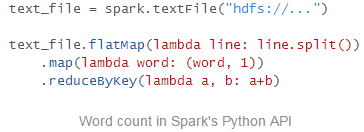 text_file = spark.textFile("hdfs://...")

text_file.flatMap(lambda line: line.split())
    .map(lambda word: (word, 1))
    .reduceByKey(lambda a, b: a+b)

Word count in Spark's Python API